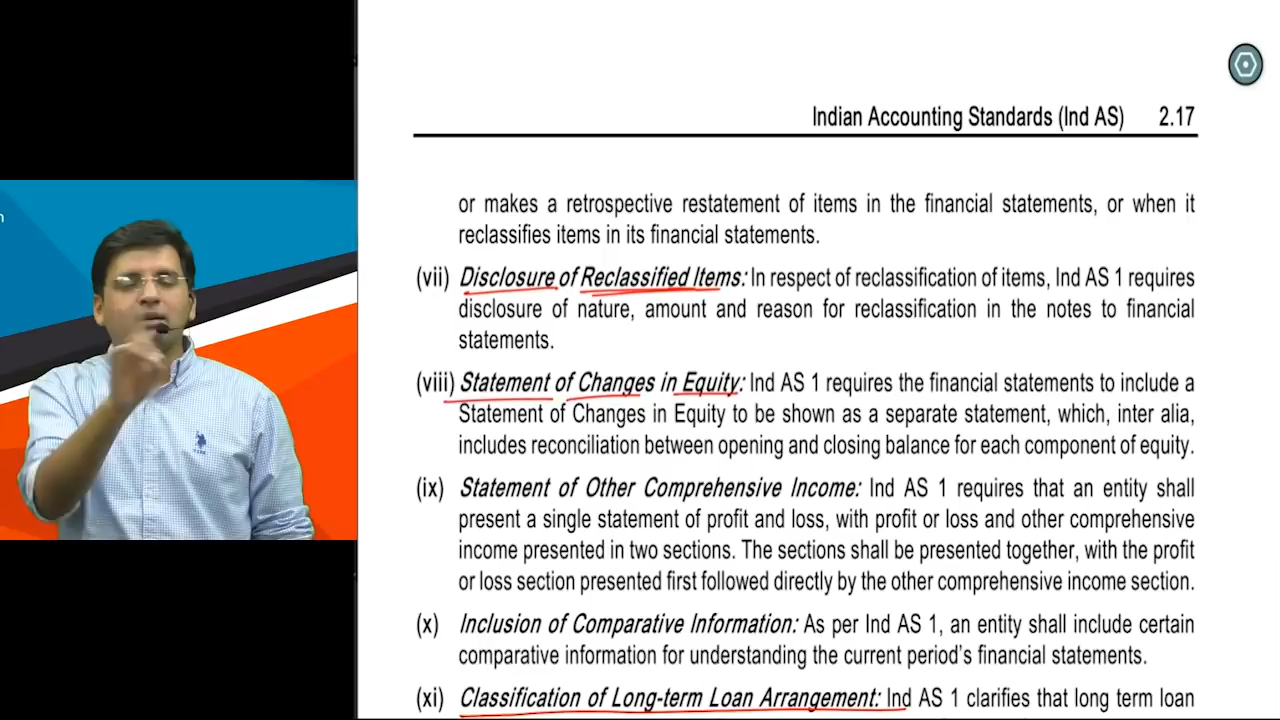 Indian Accounting Standards (Ind AS) 2.17
or makes a retrospective restatement of items in the financial statements, or when it
reclassifies items in its financial statements.
(vii) Disclosure of Reclassified Items: In respect of reclassification of items, Ind AS 1 requires
disclosure of nature, amount and reason for reclassification in the notes to financial
statements.
(viii) Statement of Changes in Equity: Ind AS 1 requires the financial statements to include a
Statement of Changes in Equity to be shown as a separate statement, which, inter alia,
includes reconciliation between opening and closing balance for each component of equity.
(ix) Statement of Other Comprehensive Income: Ind AS 1 requires that an entity shall
present a single statement of profit and loss, with profit or loss and other comprehensive
income presented in two sections. The sections shall be presented together, with the profit
or loss section presented first followed directly by the other comprehensive income section.
(x) Inclusion of Comparative Information: As per Ind AS 1, an entity shall include certain
comparative information for understanding the current period's financial statements.
(xi) Classification of Long-term Loan Arrangement: Ind AS 1 clarifies that long term loan